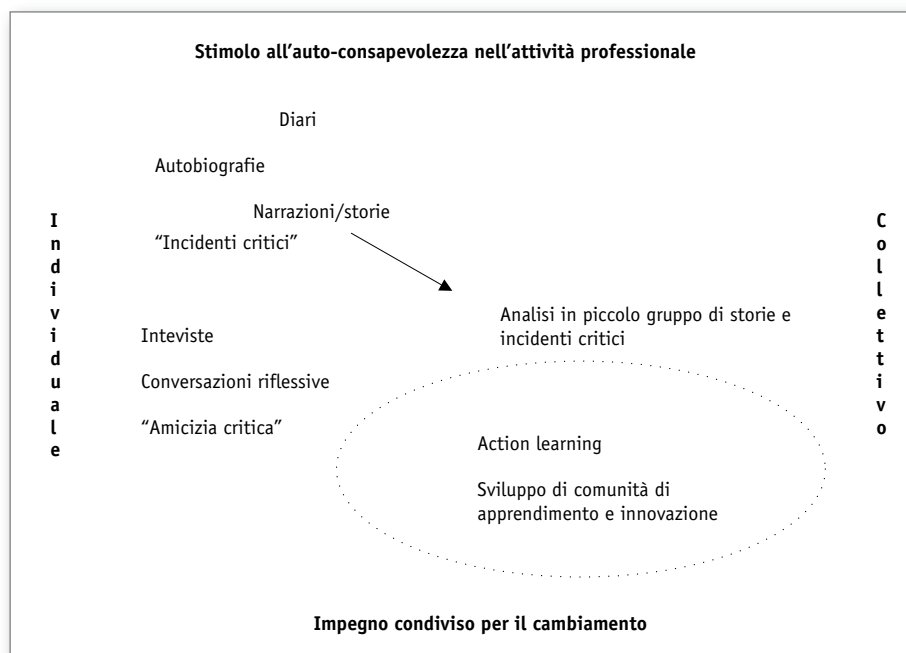 Stimolo all'auto-consapevolezza nell'attività professionale
Diari
Autobiografie
Narrazioni/storie
"Incidenti critici"
Individuale
Collettivo
Analisi in piccolo gruppo di storie e
incidenti critici
Inteviste
Conversazioni riflessive
"Amicizia critica"
Action learning
Sviluppo di comunità di
apprendimento e innovazione
Impegno condiviso per il cambiamento